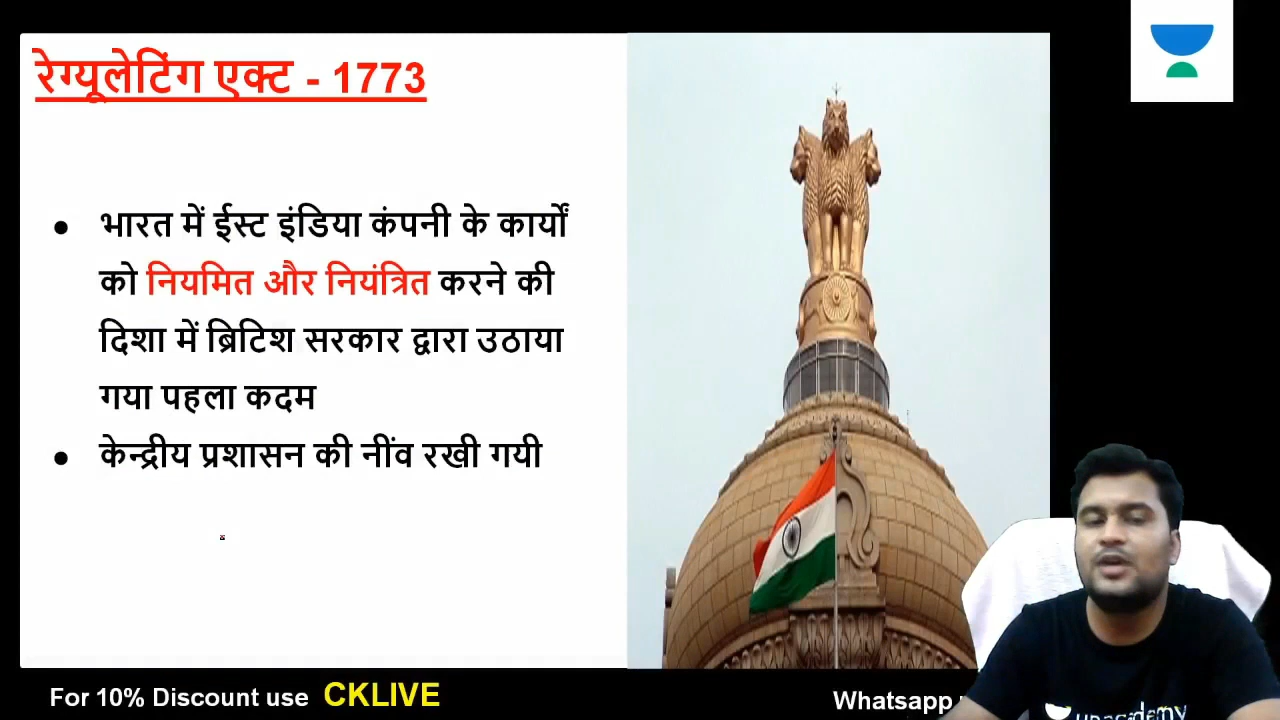 रेग्यूलेटिंग एक्ट - 1773
भारत में ईस्ट इंडिया कंपनी के कार्यों
को नियमित और नियंत्रित करने की
दिशा में ब्रिटिश सरकार द्वारा उठाया
गया पहला कदम
केन्द्रीय प्रशासन की नींव रखी गयी
For 10% Discount use CKLIVE
Whatsapp
unacademy